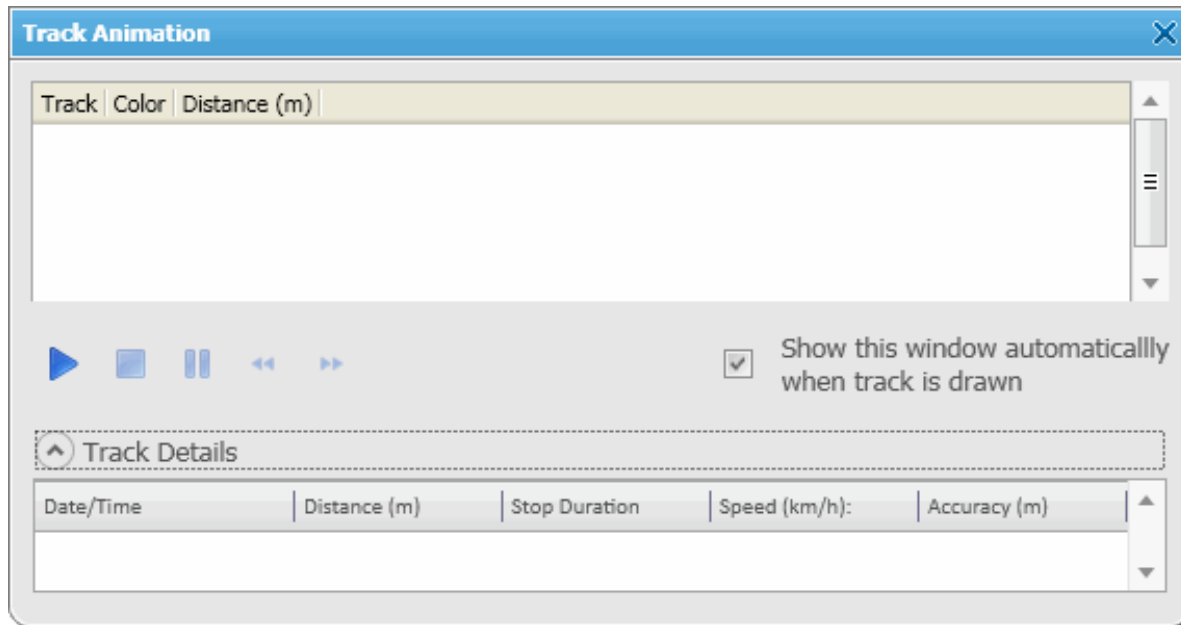 Track Animation
Track Color Distance (m)
Show this window automaticallly
when track is drawn
Track Details
Date/Time Distance (m) Stop Duration Speed (km/h): Accuracy (m)